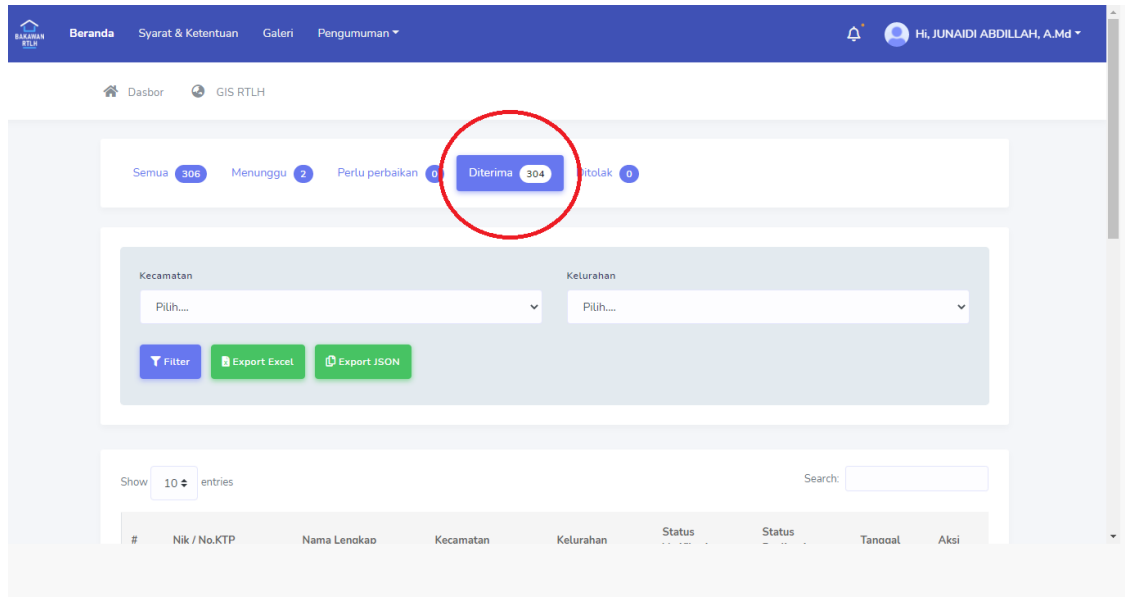 BAKAWAN
RTLH
Beranda Syarat & Ketentuan Galeri Pengumuman Hi, JUNAIDI ABDILLAH, A.Md
Dasbor GIS RTLH
Semua 306 Menunggu 2 Perlu perbaikan 0 Diterima 304 Ditolak 0
Kecamatan Kelurahan
Pilih.... Pilih....
Filter Export Excel Export JSON
Show 10 entries Search:
# Nik / No.KTP Nama Lengkap Kecamatan Kelurahan Status Status Tanggal Aksi